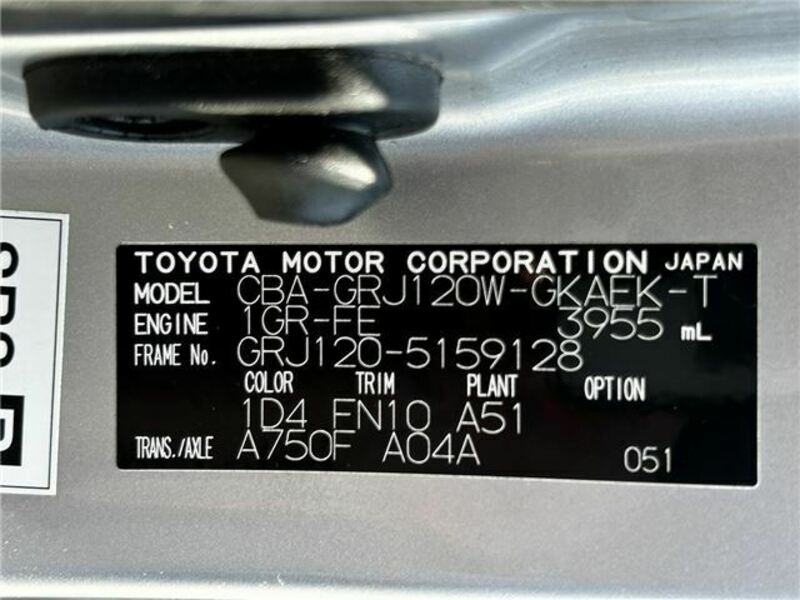 TOYOTA MOTOR CORPORATION JAPAN
MODEL CBA-GRJ120W-GKAEK-T
ENGINE 1GR-FE 3955 mL
FRAME No. GRJ120-5159128
COLOR TRIM PLANT OPTION
1D4 FN10 A51
TRANS./AXLE A750F A04A 051